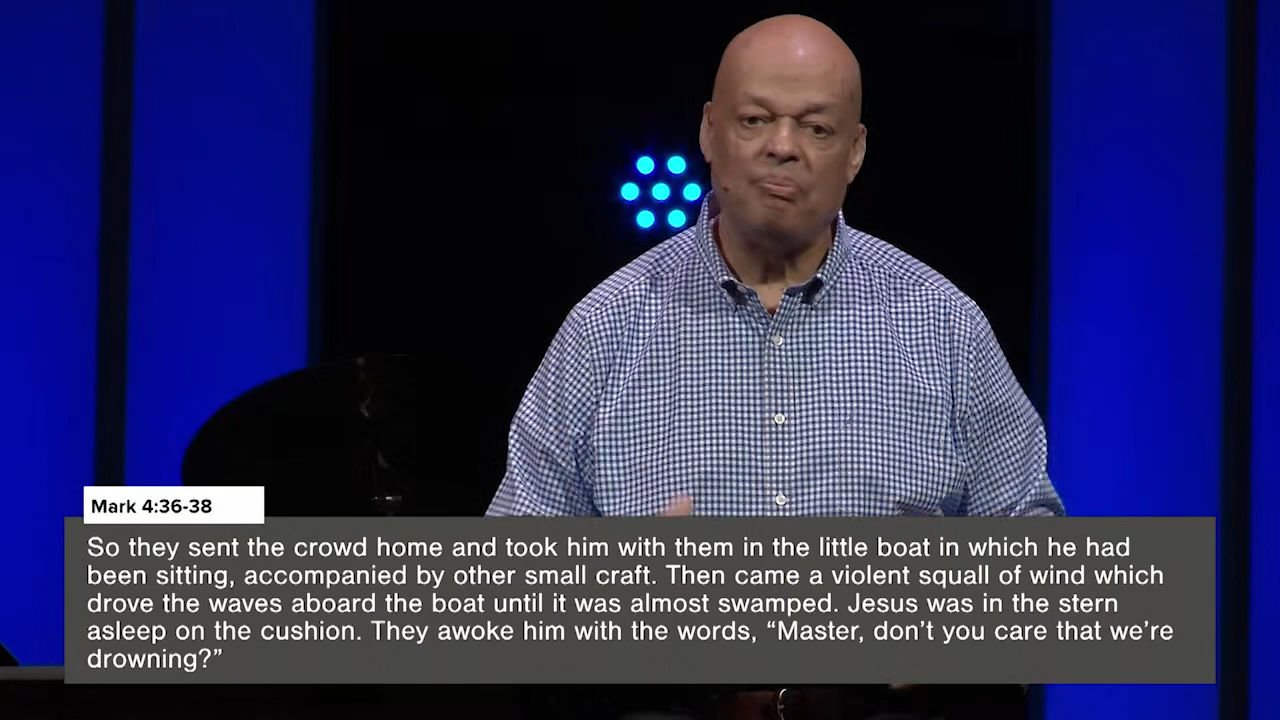 Mark 4:36-38
So they sent the crowd home and took him with them in the little boat in which he had
been sitting, accompanied by other small craft. Then came a violent squall of wind which
drove the waves aboard the boat until it was almost swamped. Jesus was in the stern
asleep on the cushion. They awoke him with the words, “Master, don’t you care that we’re
drowning?”